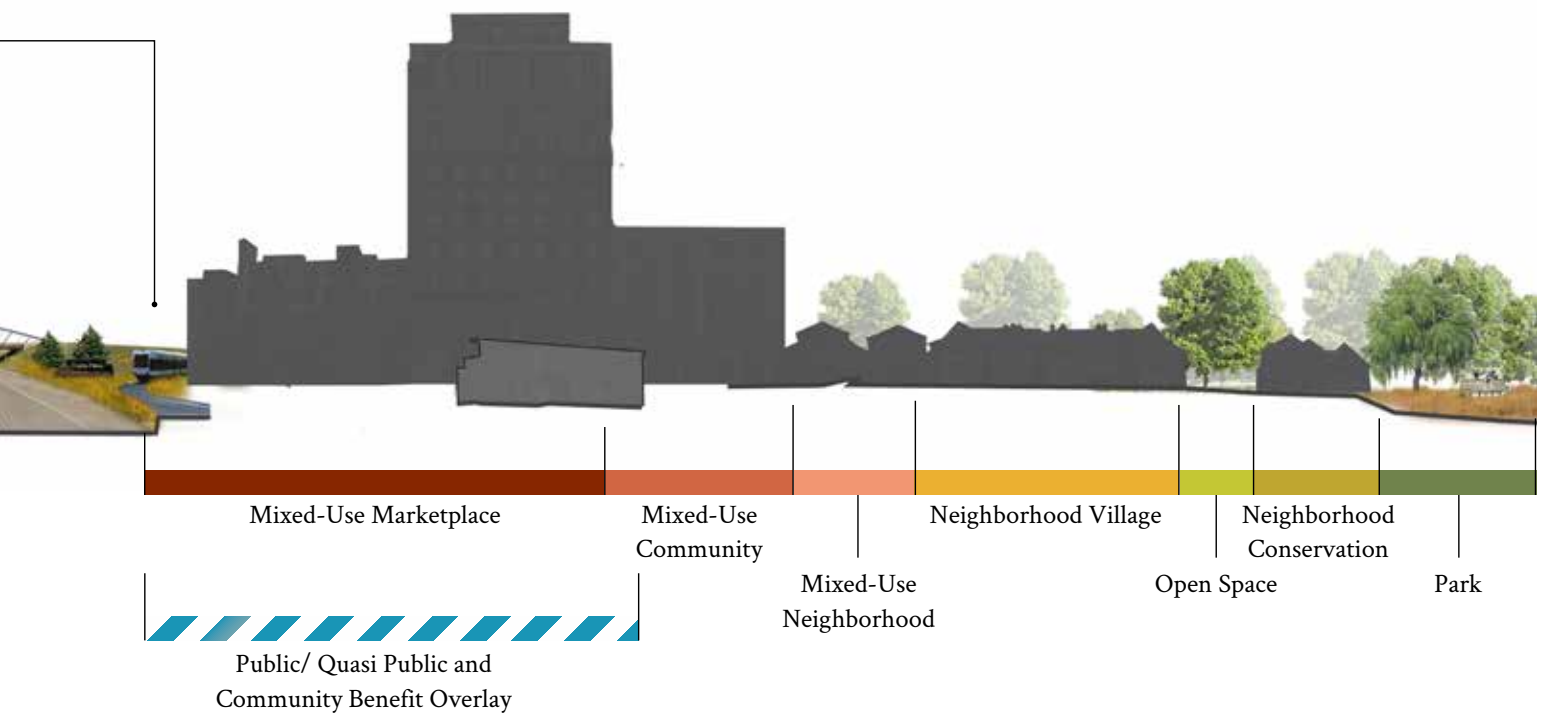 Mixed-Use Marketplace
Mixed-Use
Community
Mixed-Use
Neighborhood
Neighborhood Village
Open Space
Neighborhood
Conservation
Park
Public/ Quasi Public and
Community Benefit Overlay